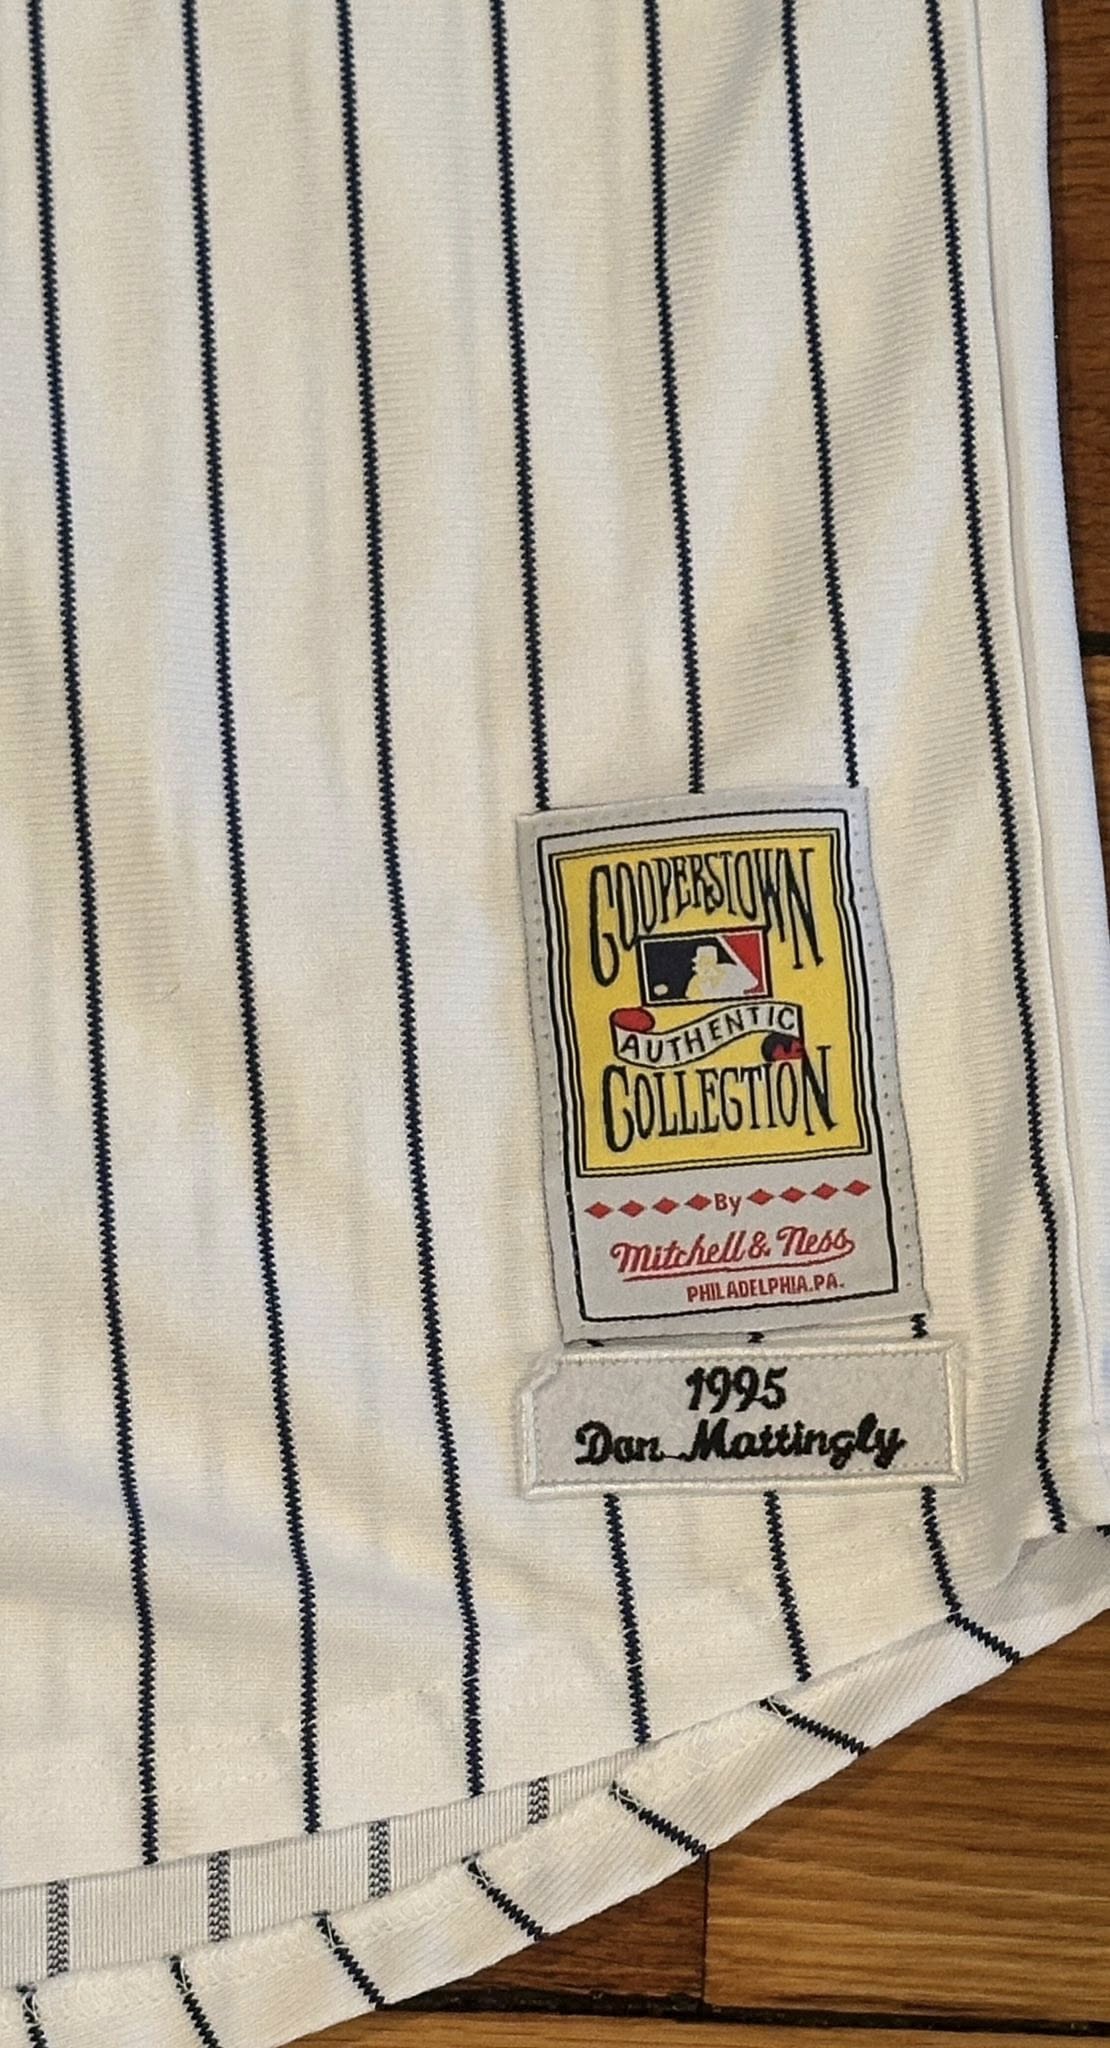 COOPERSTOWN
AUTHENTIC
COLLECTION
By
Mitchell & Ness
PHILADELPHIA.PA.
1995
Don Mattingly